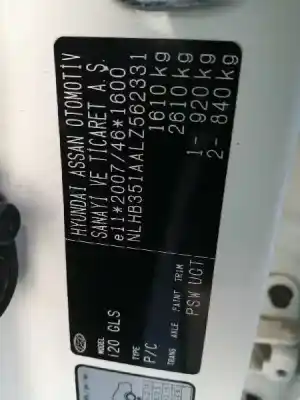 HYUNDAI ASSAN OTOMOTİV
SANAYİ VE TİCARET A.Ş.
e11*2007/46*1600
NLHB351AALZ562331
1610 kg
2610 kg
1- 920 kg
2- 840 kg
MODEL
i20 GLS
TYPE
P/C
TRANS AXLE PAINT TRIM
PSW UGT